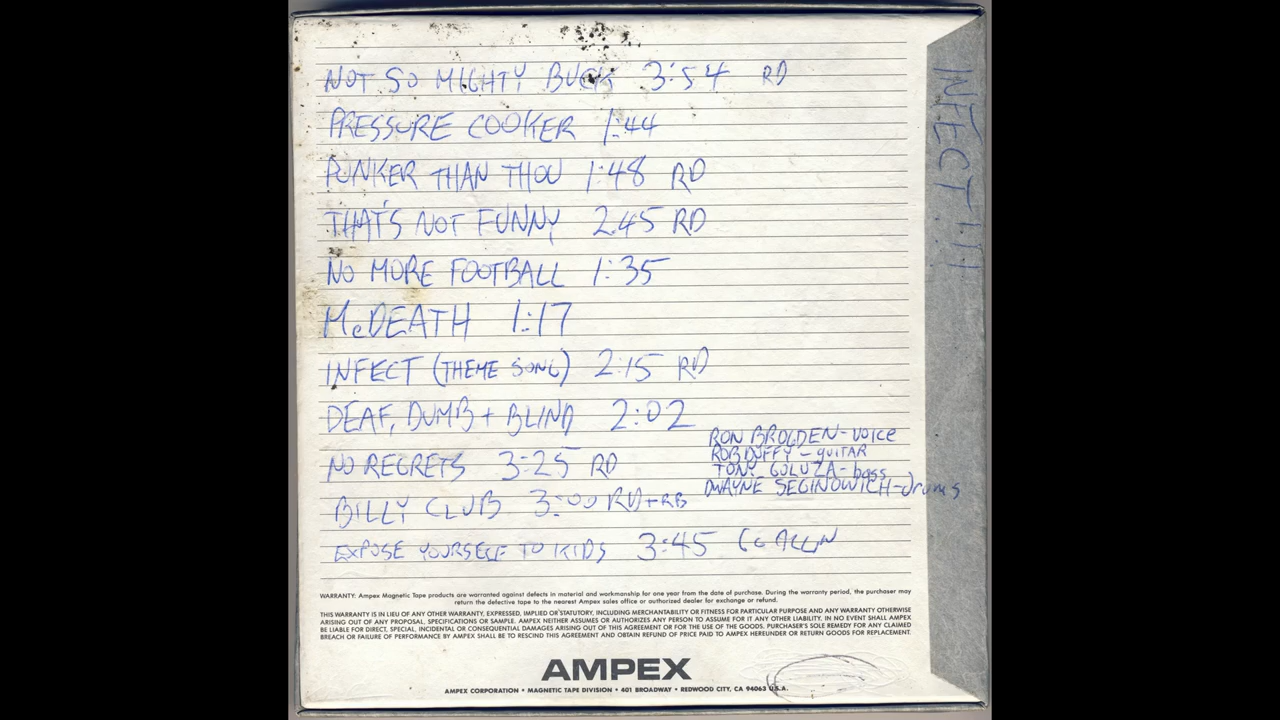 NOT SO MIGHTY BUCK 3:54 RD
PRESSURE COOKER 1:44
PUNKER THAN THOU 1:48 RD
THAT'S NOT FUNNY 2.45 RD
NO MORE FOOTBALL 1:35
McDEATH 1:17
INFECT (THEME SONG) 2:15 RD
DEAF, DUMB + BLIND 2:02
NO REGRETS 3:25 RD
BILLY CLUB 3:00 RD+RB
EXPOSE YOURSELF TO KIDS 3:45 GG ALLIN
RON BROLDEN-VOICE
ROB DUFFY - GUITAR
TONY GOLUZA-bass
DWAYNE SEGINOWICH-drums
INFECT!!!
WARRANTY: Ampex Magnetic Tape products are warranted against defects in material and workmanship for one year from the date of purchase. During the warranty period, the purchaser may
return the defective tape to the nearest Ampex sales office or authorized dealer for exchange or refund.
THIS WARRANTY IS IN LIEU OF ANY OTHER WARRANTY, EXPRESSED, IMPLIED OR STATUTORY, INCLUDING MERCHANTABILITY OR FITNESS FOR PARTICULAR PURPOSE AND ANY WARRANTY OTHERWISE
ARISING OUT OF ANY PROPOSAL, SPECIFICATIONS OR SAMPLE. AMPEX NEITHER ASSUMES OR AUTHORIZES ANY PERSON TO ASSUME FOR IT ANY OTHER LIABILITY. IN NO EVENT SHALL AMPEX
BE LIABLE FOR DIRECT, SPECIAL, INCIDENTAL OR CONSEQUENTIAL DAMAGES ARISING OUT OF THIS AGREEMENT OR FOR THE USE OF THE GOODS. PURCHASER'S SOLE REMEDY FOR ANY CLAIMED
BREACH OR FAILURE OF PERFORMANCE BY AMPEX SHALL BE TO RESCIND THIS AGREEMENT AND OBTAIN REFUND OF PRICE PAID TO AMPEX HEREUNDER OR RETURN GOODS FOR REPLACEMENT.
AMPEX
AMPEX CORPORATION • MAGNETIC TAPE DIVISION • 401 BROADWAY • REDWOOD CITY, CA 94063 U.S.A.